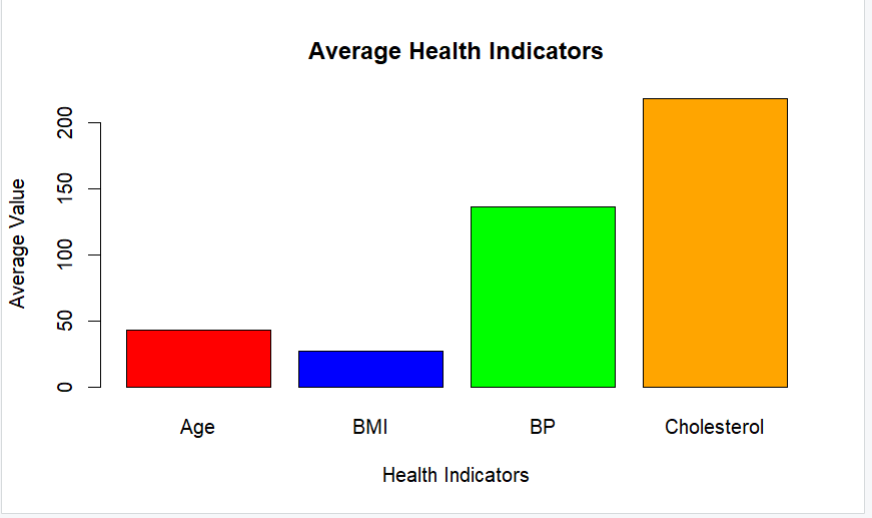 Average Health Indicators
Average Value
200
150
100
50
0
Age BMI BP Cholesterol
Health Indicators